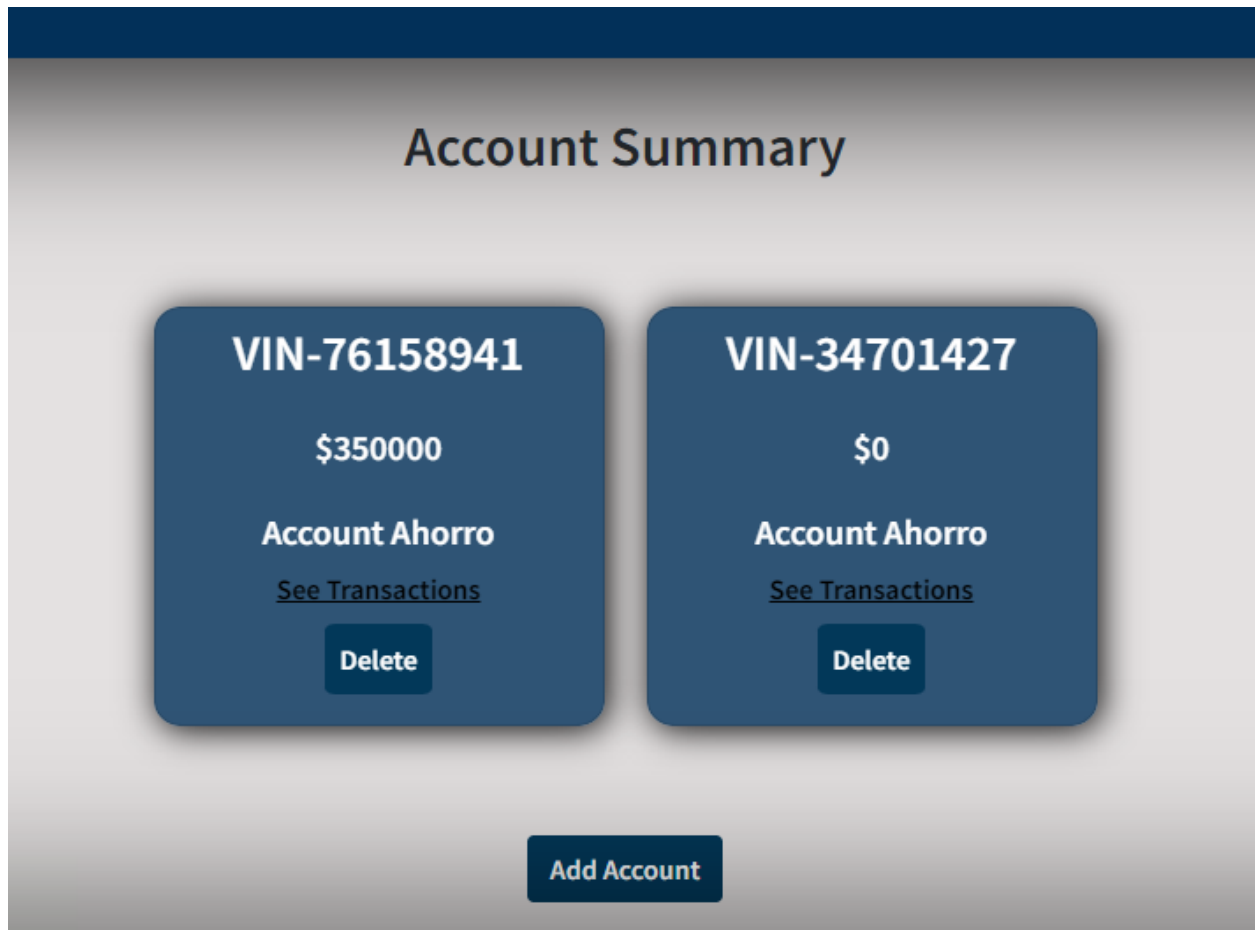 Account Summary
VIN-76158941
$350000
Account Ahorro
See Transactions
Delete
VIN-34701427
$0
Account Ahorro
See Transactions
Delete
Add Account